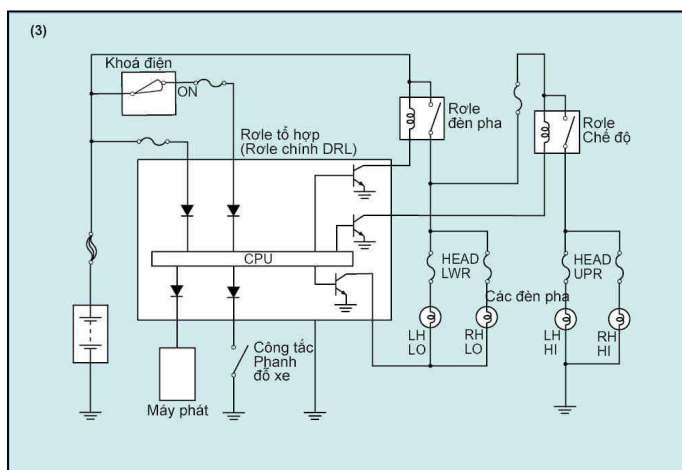 (3)
Khoá điện
ON
Rơle
đèn pha
Rơle
Chế độ
Rơle tổ hợp
(Rơle chính DRL)
CPU
HEAD
LWR
HEAD
UPR
Các đèn pha
LH
LO
RH
LO
LH
HI
RH
HI
Công tắc
Phanh
đỗ xe
Máy phát